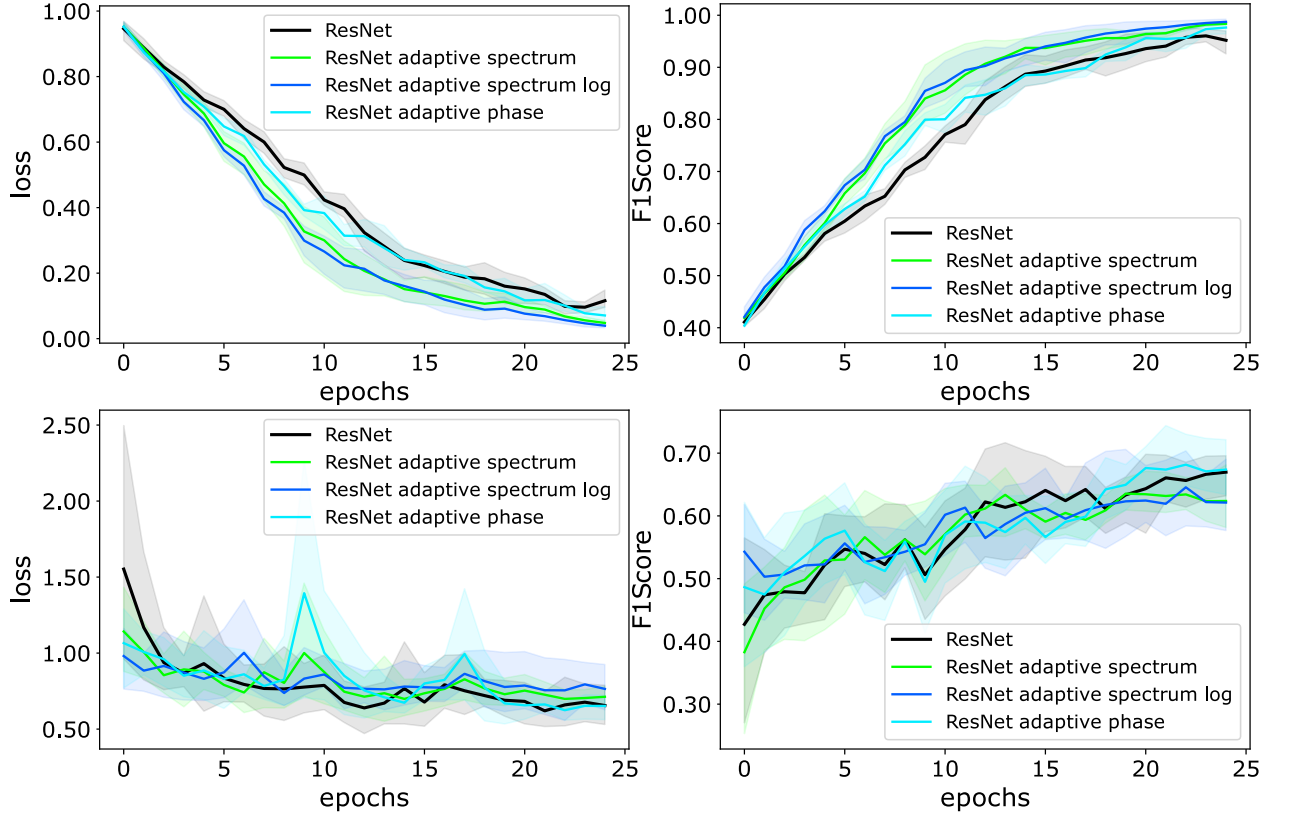 1.00
0.80
0.60
0.40
0.20
0.00
loss
ResNet
ResNet adaptive spectrum
ResNet adaptive spectrum log
ResNet adaptive phase
0 5 10 15 20 25
epochs
1.00
0.90
0.80
0.70
0.60
0.50
0.40
F1Score
ResNet
ResNet adaptive spectrum
ResNet adaptive spectrum log
ResNet adaptive phase
0 5 10 15 20 25
epochs
2.50
2.00
1.50
1.00
0.50
loss
ResNet
ResNet adaptive spectrum
ResNet adaptive spectrum log
ResNet adaptive phase
0 5 10 15 20 25
epochs
0.70
0.60
0.50
0.40
0.30
F1Score
ResNet
ResNet adaptive spectrum
ResNet adaptive spectrum log
ResNet adaptive phase
0 5 10 15 20 25
epochs